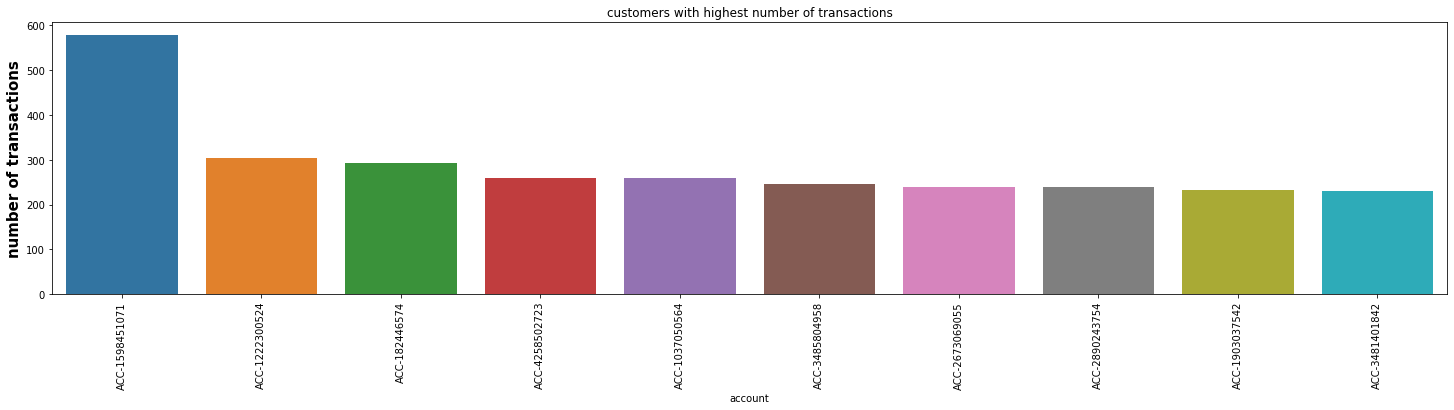 customers with highest number of transactions
number of transactions
600
500
400
300
200
100
0
ACC-1598451071
ACC-1222300524
ACC-182446574
ACC-4258502723
ACC-1037050564
ACC-3485804958
ACC-2673069055
ACC-2890243754
ACC-1903037542
ACC-3481401842
account